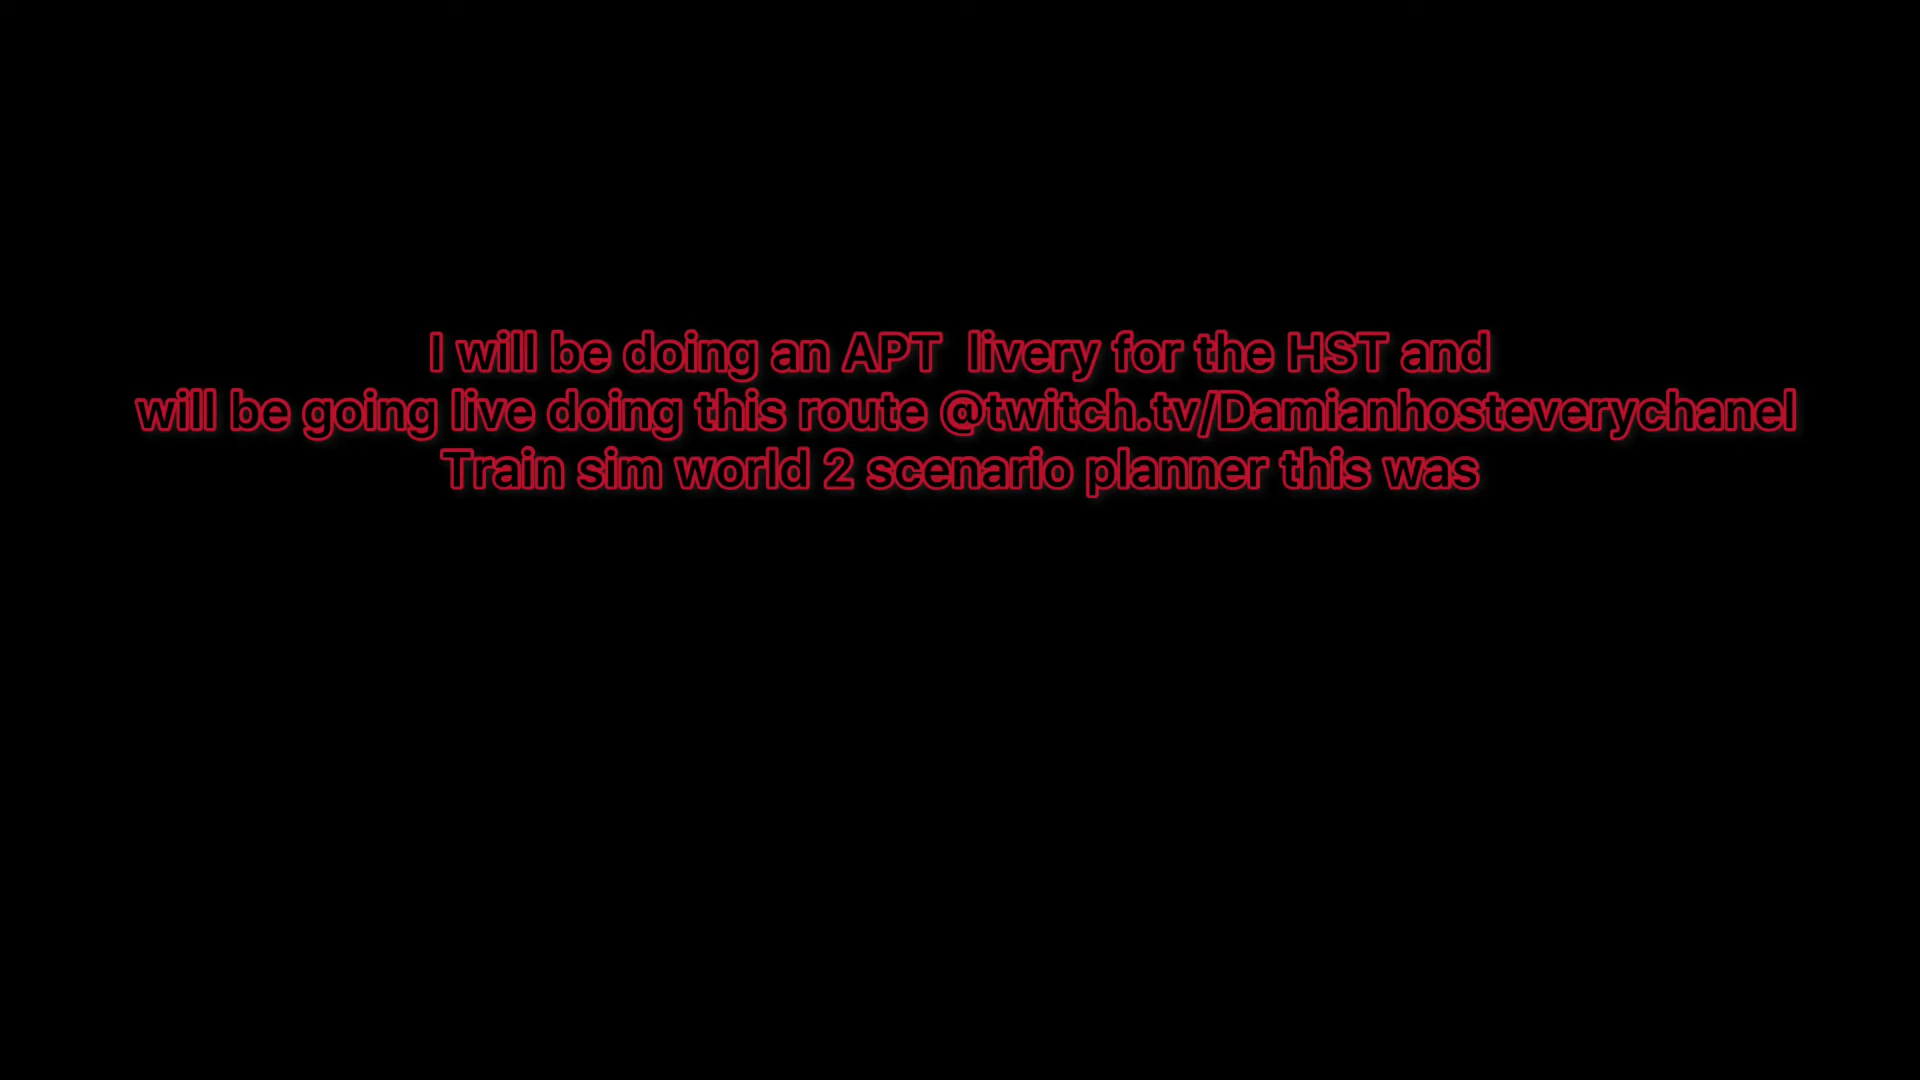 I will be doing an APT  livery for the HST and
will be going live doing this route @twitch.tv/Damianhosteverychanel
Train sim world 2 scenario planner this was